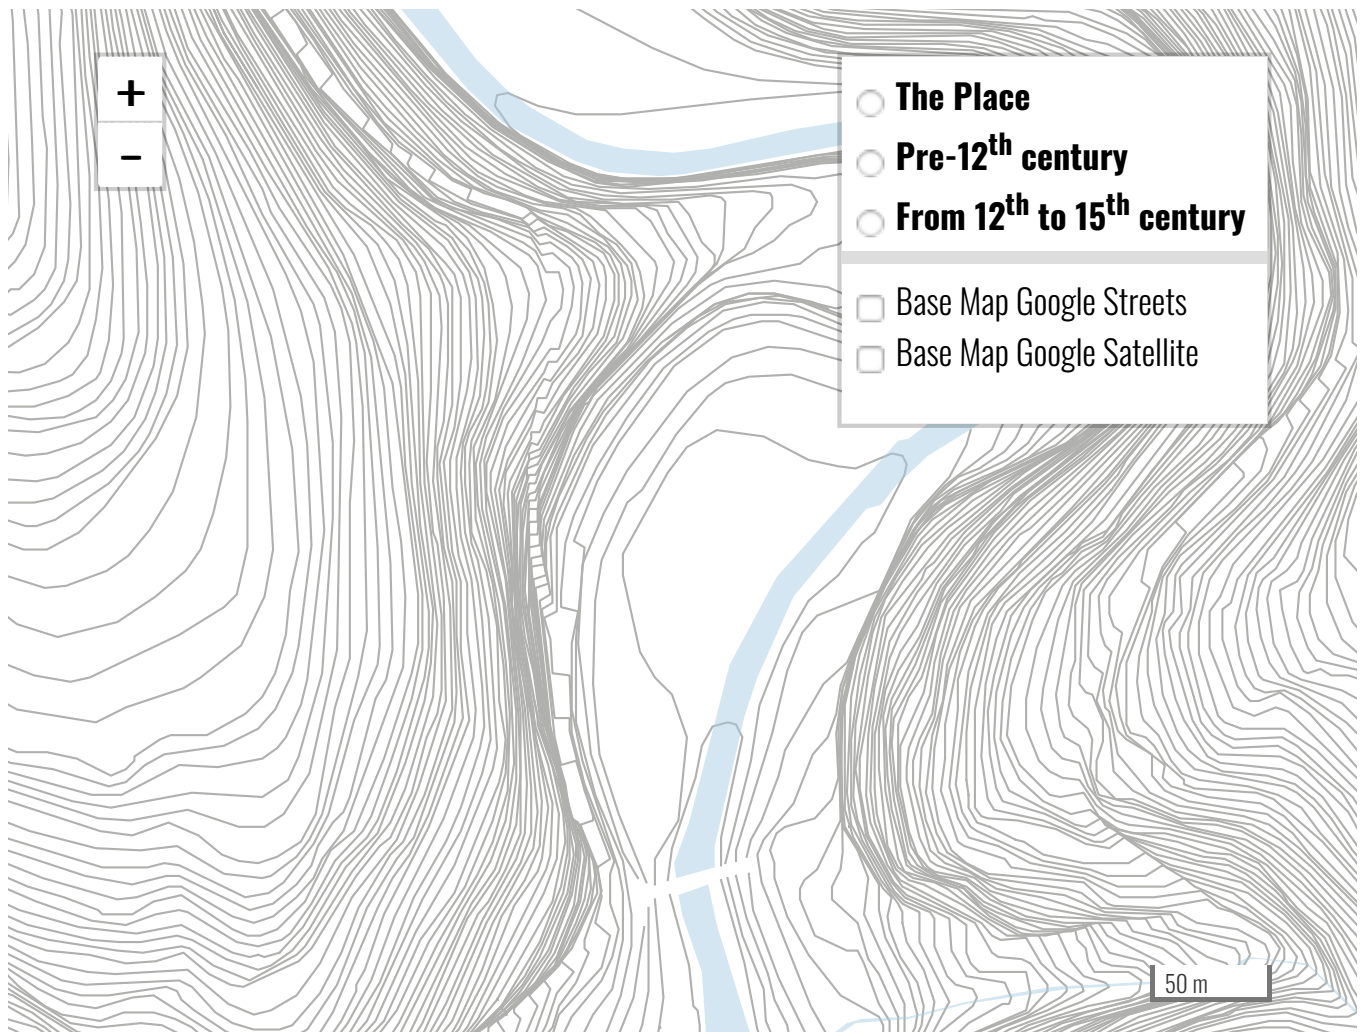 +
The Place
Pre-12th century
−
From 12th to 15th century
Base Map Google Streets
Base Map Google Satellite
50 m